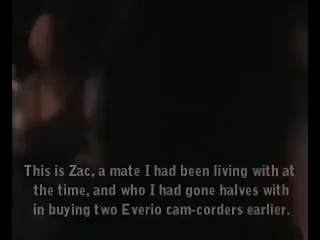 This is Zac, a mate I had been living with at
the time, and who I had gone halves with
in buying two Everio cam-corders earlier.